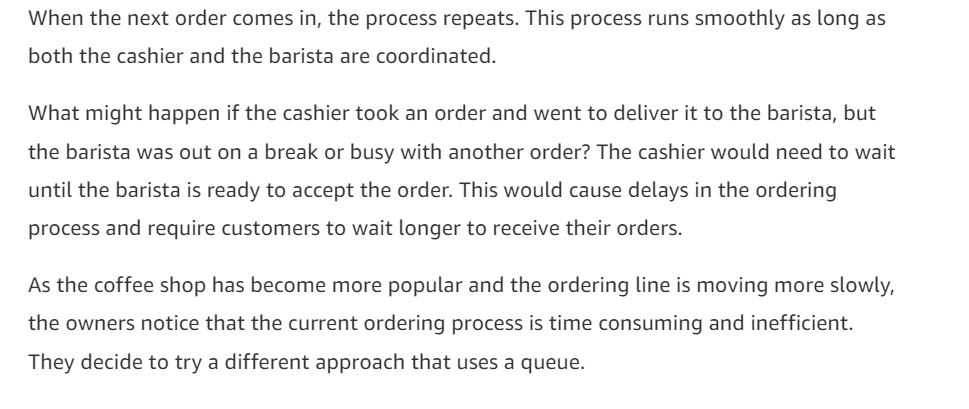 When the next order comes in, the process repeats. This process runs smoothly as long as
both the cashier and the barista are coordinated.
What might happen if the cashier took an order and went to deliver it to the barista, but
the barista was out on a break or busy with another order? The cashier would need to wait
until the barista is ready to accept the order. This would cause delays in the ordering
process and require customers to wait longer to receive their orders.
As the coffee shop has become more popular and the ordering line is moving more slowly,
the owners notice that the current ordering process is time consuming and inefficient.
They decide to try a different approach that uses a queue.